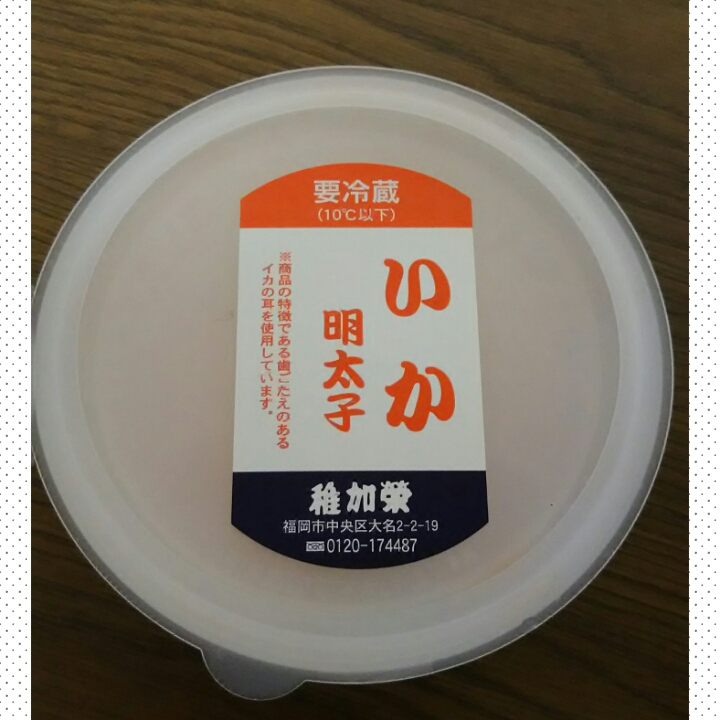 要冷蔵
(10℃以下)
いか
明太子
※商品の特徴である歯ごたえのある
イカの耳を使用しています。
稚加榮
福岡市中央区大名2-2-19
0120-174487